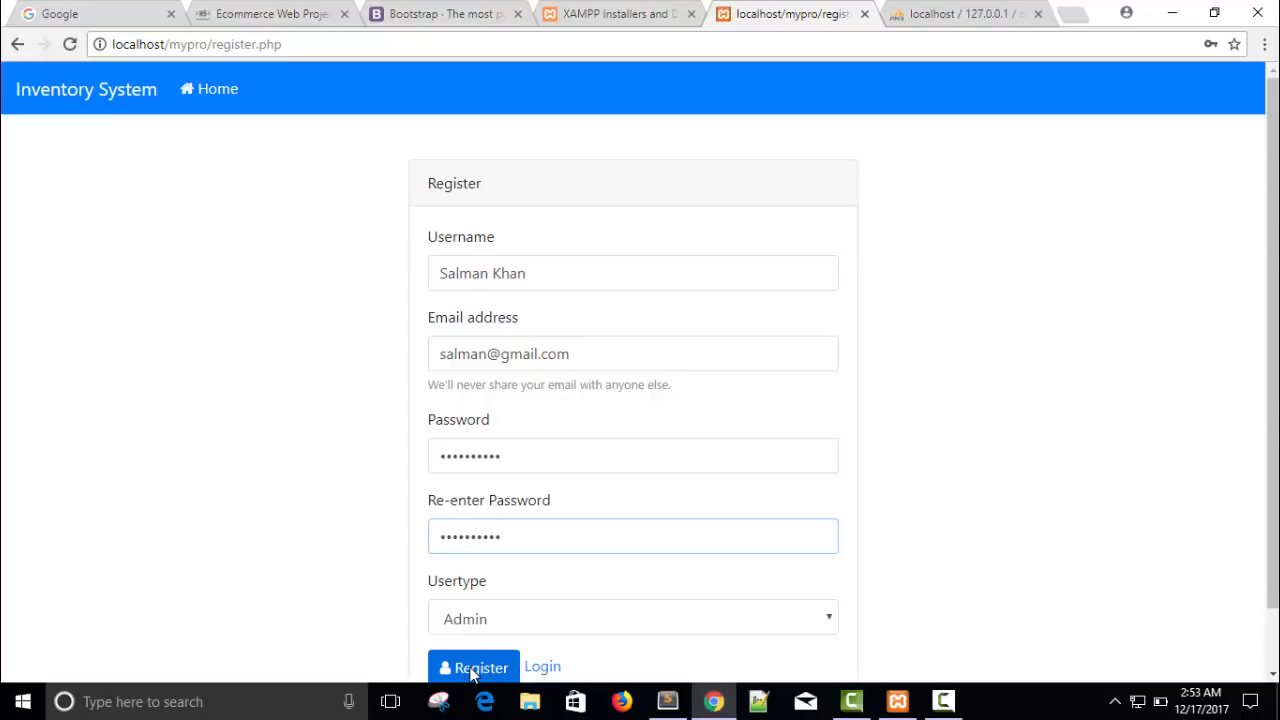 Google
Ecommerce Web Proje
Bootstrap · The most p
XAMPP Installers and D
localhost/mypro/regist
localhost / 127.0.0.1 /
localhost/mypro/register.php
Inventory System
Home
Register
Username
Salman Khan
Email address
salman@gmail.com
We'll never share your email with anyone else.
Password
••••••••••
Re-enter Password
••••••••••
Usertype
Admin
Register
Login
Type here to search
2:53 AM
12/17/2017